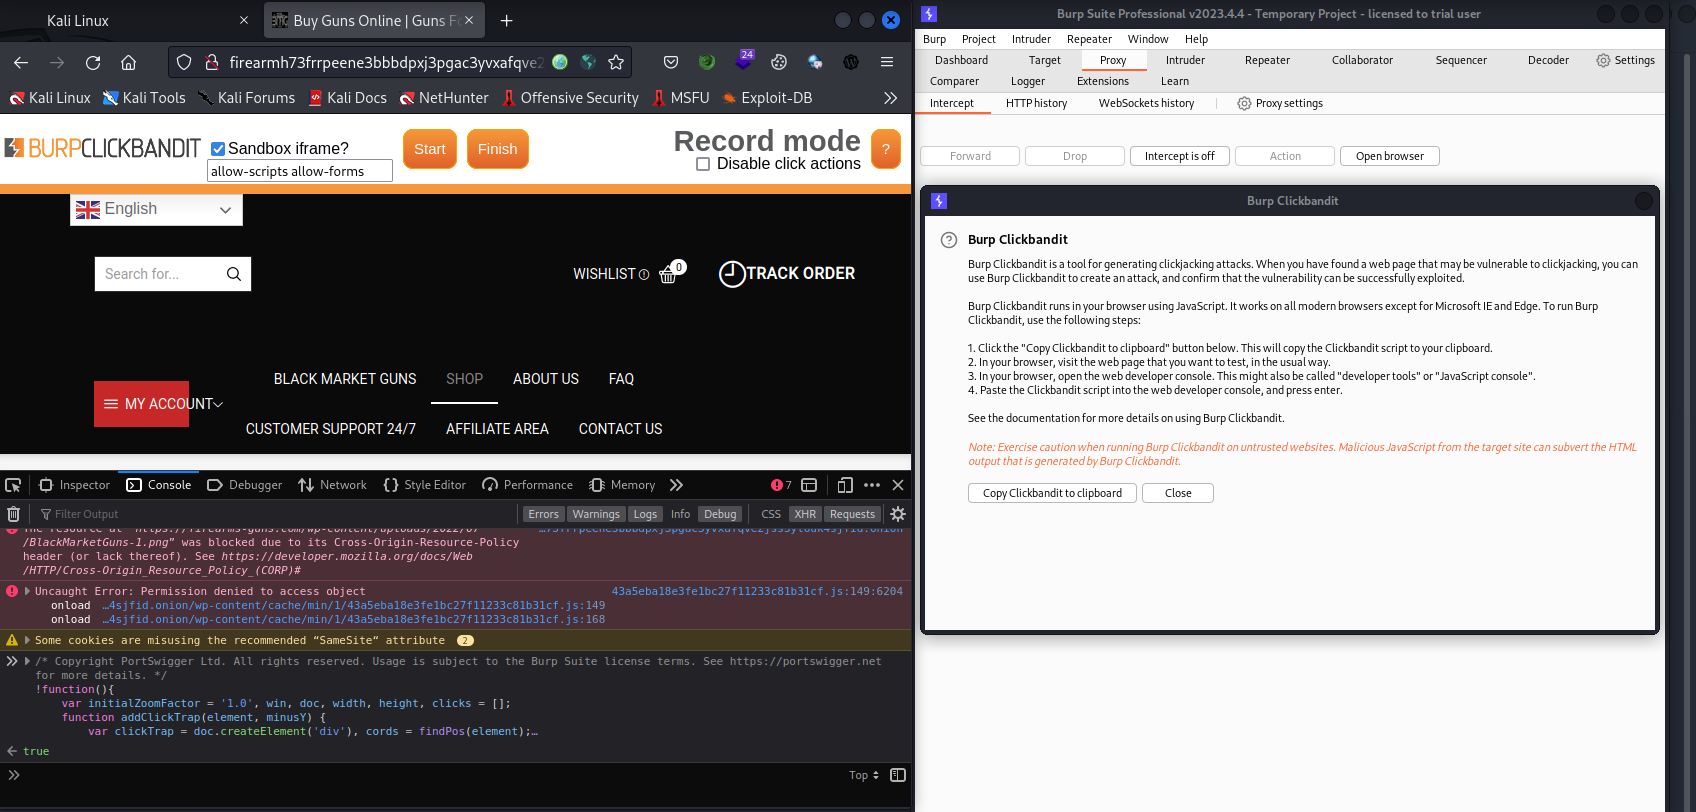 Kali Linux
Buy Guns Online | Guns Fo
firearmh73frrpeene3bbbdpxj3pgac3yvxafqve2
24
Kali Linux
Kali Tools
Kali Forums
Kali Docs
NetHunter
Offensive Security
MSFU
Exploit-DB
BURPCLICKBANDIT
Sandbox iframe?
allow-scripts allow-forms
Start
Finish
Record mode
Disable click actions
?
English
Search for...
WISHLIST
0
TRACK ORDER
BLACK MARKET GUNS
SHOP
ABOUT US
FAQ
MY ACCOUNT
CUSTOMER SUPPORT 24/7
AFFILIATE AREA
CONTACT US
Inspector
Console
Debugger
Network
Style Editor
Performance
Memory
7
Filter Output
Errors
Warnings
Logs
Info
Debug
CSS
XHR
Requests
The resource at "https://firearms-guns.com/wp-content/uploads/2022/07
/BlackMarketGuns-1.png” was blocked due to its Cross-Origin-Resource-Policy
header (or lack thereof). See https://developer.mozilla.org/docs/Web
/HTTP/Cross-Origin_Resource_Policy_(CORP)#
Uncaught Error: Permission denied to access object
43a5eba18e3fe1bc27f11233c81b31cf.js:149:6204
onload …4sjfid.onion/wp-content/cache/min/1/43a5eba18e3fe1bc27f11233c81b31cf.js:149
onload …4sjfid.onion/wp-content/cache/min/1/43a5eba18e3fe1bc27f11233c81b31cf.js:168
Some cookies are misusing the recommended “SameSite“ attribute 2
/* Copyright PortSwigger Ltd. All rights reserved. Usage is subject to the Burp Suite license terms. See https://portswigger.net
for more details. */
!function(){
var initialZoomFactor = '1.0', win, doc, width, height, clicks = [];
function addClickTrap(element, minusY) {
var clickTrap = doc.createElement('div'), cords = findPos(element);…
true
Top
Burp Suite Professional v2023.4.4 - Temporary Project - licensed to trial user
Burp Project Intruder Repeater Window Help
Dashboard Target Proxy Intruder Repeater Collaborator Sequencer Decoder Settings
Comparer Logger Extensions Learn
Intercept HTTP history WebSockets history Proxy settings
Forward
Drop
Intercept is off
Action
Open browser
Burp Clickbandit
Burp Clickbandit
Burp Clickbandit is a tool for generating clickjacking attacks. When you have found a web page that may be vulnerable to clickjacking, you can
use Burp Clickbandit to create an attack, and confirm that the vulnerability can be successfully exploited.
Burp Clickbandit runs in your browser using JavaScript. It works on all modern browsers except for Microsoft IE and Edge. To run Burp
Clickbandit, use the following steps:
1. Click the "Copy Clickbandit to clipboard" button below. This will copy the Clickbandit script to your clipboard.
2. In your browser, visit the web page that you want to test, in the usual way.
3. In your browser, open the web developer console. This might also be called "developer tools" or "JavaScript console".
4. Paste the Clickbandit script into the web developer console, and press enter.
See the documentation for more details on using Burp Clickbandit.
Note: Exercise caution when running Burp Clickbandit on untrusted websites. Malicious JavaScript from the target site can subvert the HTML
output that is generated by Burp Clickbandit.
Copy Clickbandit to clipboard
Close